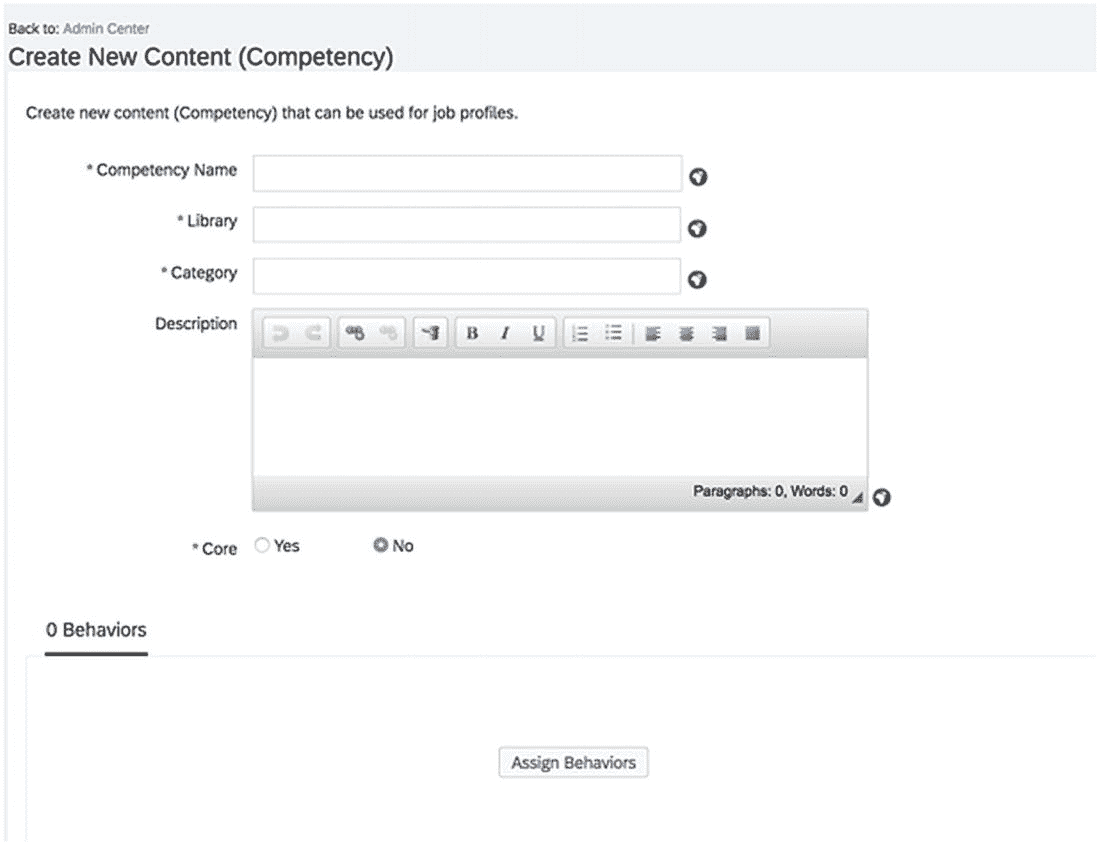 Back to: Admin Center
Create New Content (Competency)
Create new content (Competency) that can be used for job profiles.
* Competency Name
* Library
* Category
Description
B I U
Paragraphs: 0, Words: 0
* Core Yes No
0 Behaviors
Assign Behaviors